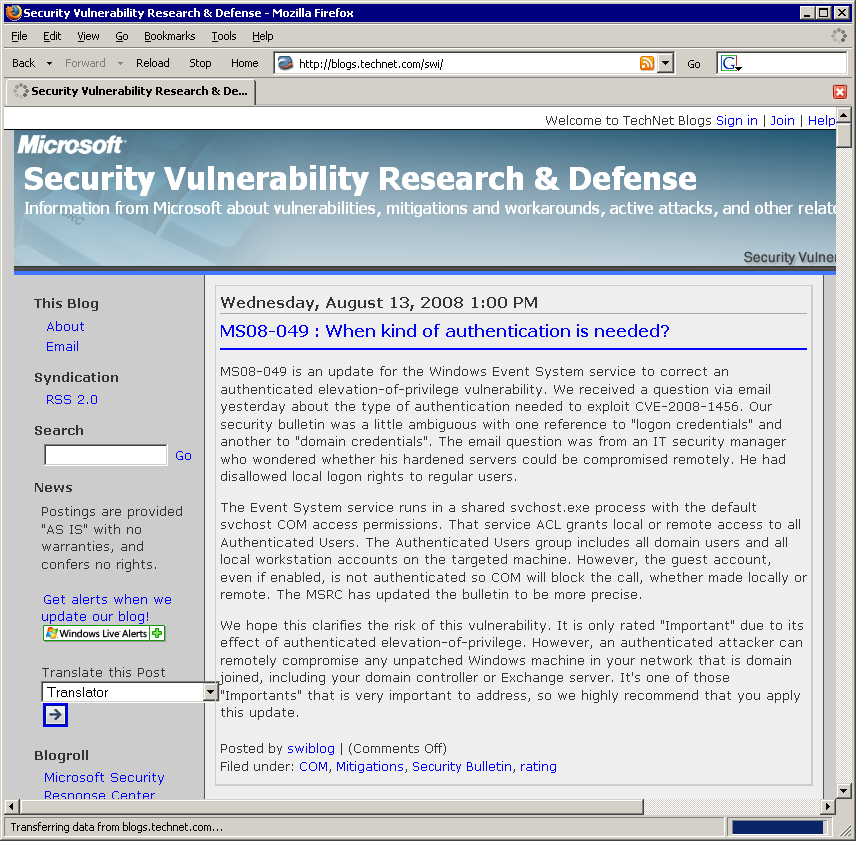 Security Vulnerability Research & Defense - Mozilla Firefox
File Edit View Go Bookmarks Tools Help
Back Forward Reload Stop Home http://blogs.technet.com/swi/ Go G
Security Vulnerability Research & De...
Welcome to TechNet Blogs Sign in | Join | Help
Microsoft
Security Vulnerability Research & Defense
Information from Microsoft about vulnerabilities, mitigations and workarounds, active attacks, and other relate
Security Vulner
This Blog
About
Email
Syndication
RSS 2.0
Search
Go
News
Postings are provided
"AS IS" with no
warranties, and
confers no rights.
Get alerts when we
update our blog!
Windows Live Alerts
Translate this Post
Translator
Blogroll
Microsoft Security
Response Center
Wednesday, August 13, 2008 1:00 PM
MS08-049 : When kind of authentication is needed?
MS08-049 is an update for the Windows Event System service to correct an
authenticated elevation-of-privilege vulnerability. We received a question via email
yesterday about the type of authentication needed to exploit CVE-2008-1456. Our
security bulletin was a little ambiguous with one reference to "logon credentials" and
another to "domain credentials". The email question was from an IT security manager
who wondered whether his hardened servers could be compromised remotely. He had
disallowed local logon rights to regular users.
The Event System service runs in a shared svchost.exe process with the default
svchost COM access permissions. That service ACL grants local or remote access to all
Authenticated Users. The Authenticated Users group includes all domain users and all
local workstation accounts on the targeted machine. However, the guest account,
even if enabled, is not authenticated so COM will block the call, whether made locally or
remote. The MSRC has updated the bulletin to be more precise.
We hope this clarifies the risk of this vulnerability. It is only rated "Important" due to its
effect of authenticated elevation-of-privilege. However, an authenticated attacker can
remotely compromise any unpatched Windows machine in your network that is domain
joined, including your domain controller or Exchange server. It's one of those
"Importants" that is very important to address, so we highly recommend that you apply
this update.
Posted by swiblog | (Comments Off)
Filed under: COM, Mitigations, Security Bulletin, rating
Transferring data from blogs.technet.com...